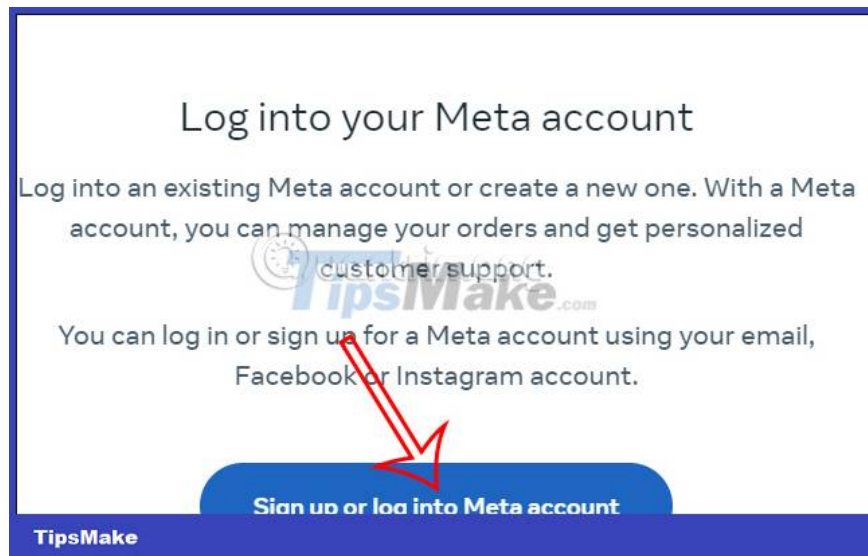 Log into your Meta account
Log into an existing Meta account or create a new one. With a Meta
account, you can manage your orders and get personalized
customer support.
TipsMake.com
You can log in or sign up for a Meta account using your email,
Facebook or Instagram account.
Sign up or log into Meta account
TipsMake